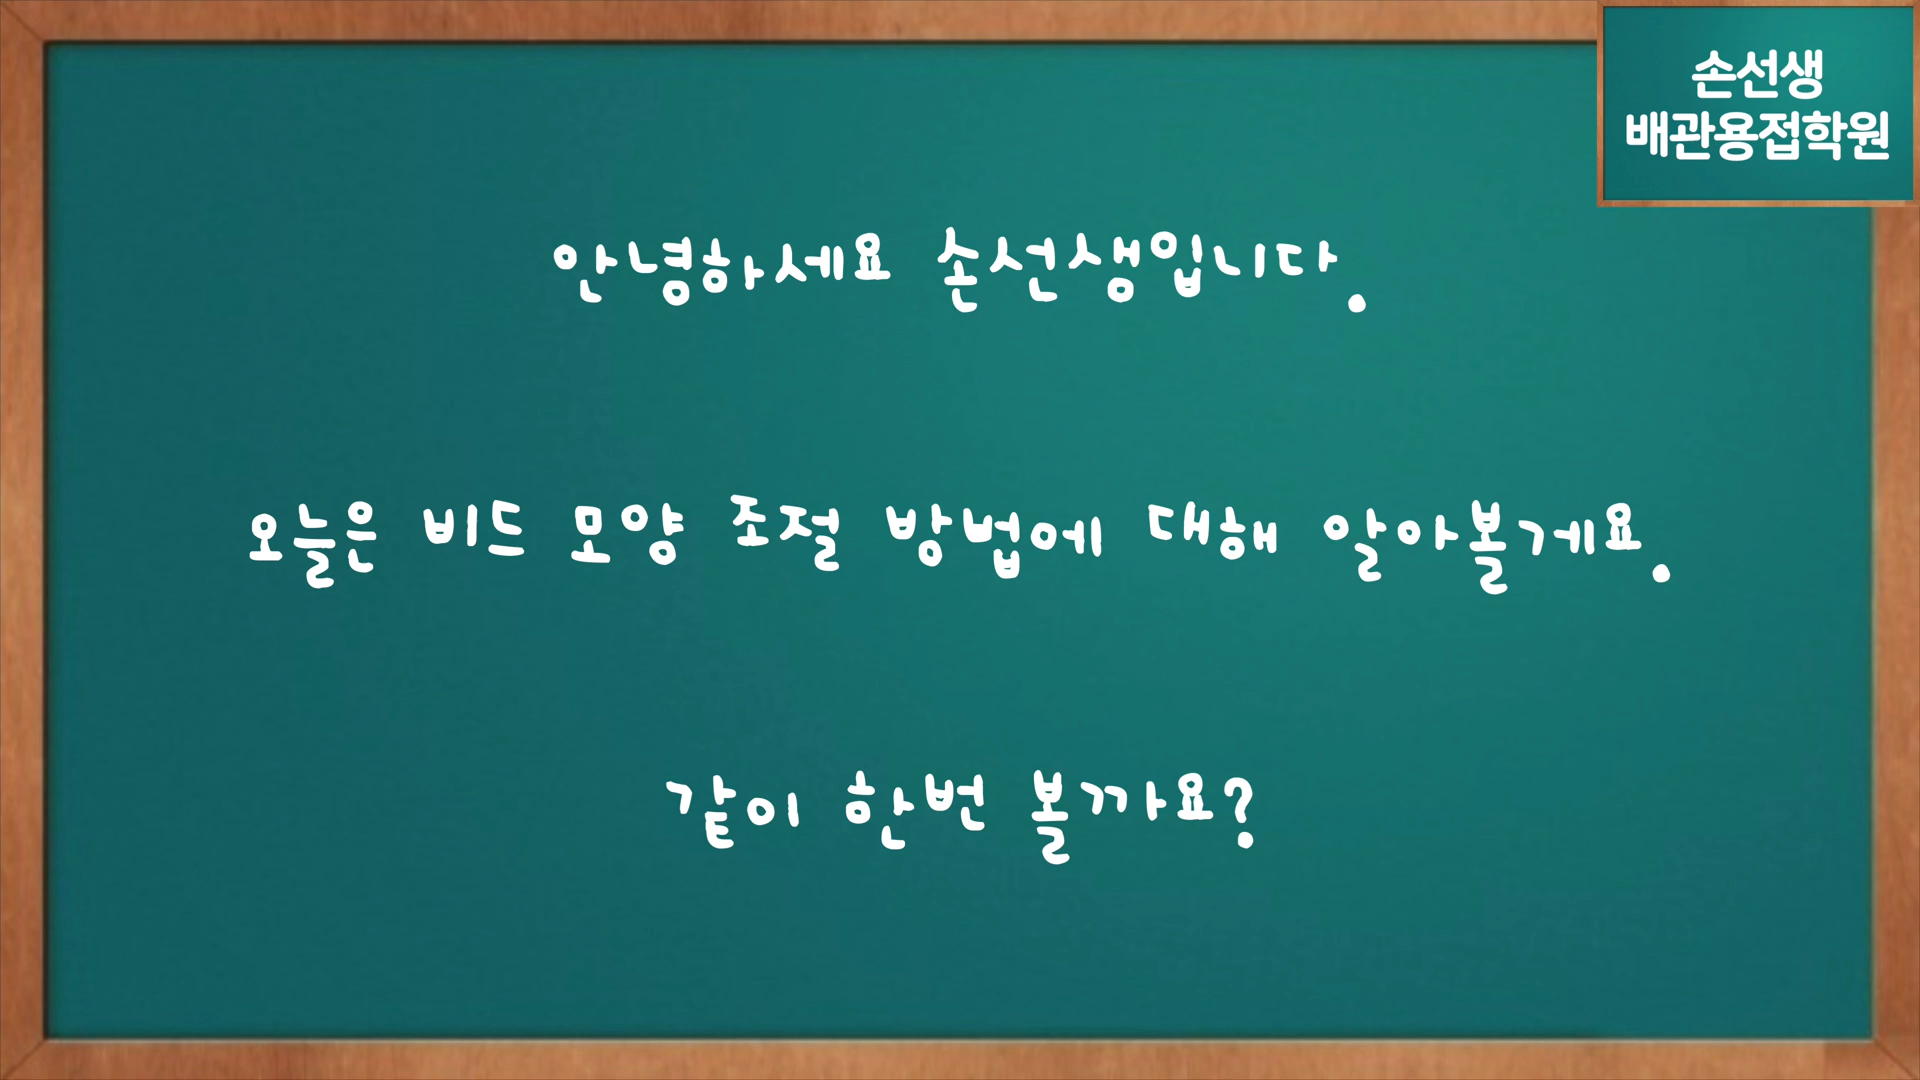 손선생
배관용접학원
안녕하세요 손선생입니다.
오늘은 비드 모양 조절 방법에 대해 알아볼게요.
같이 한번 볼까요?